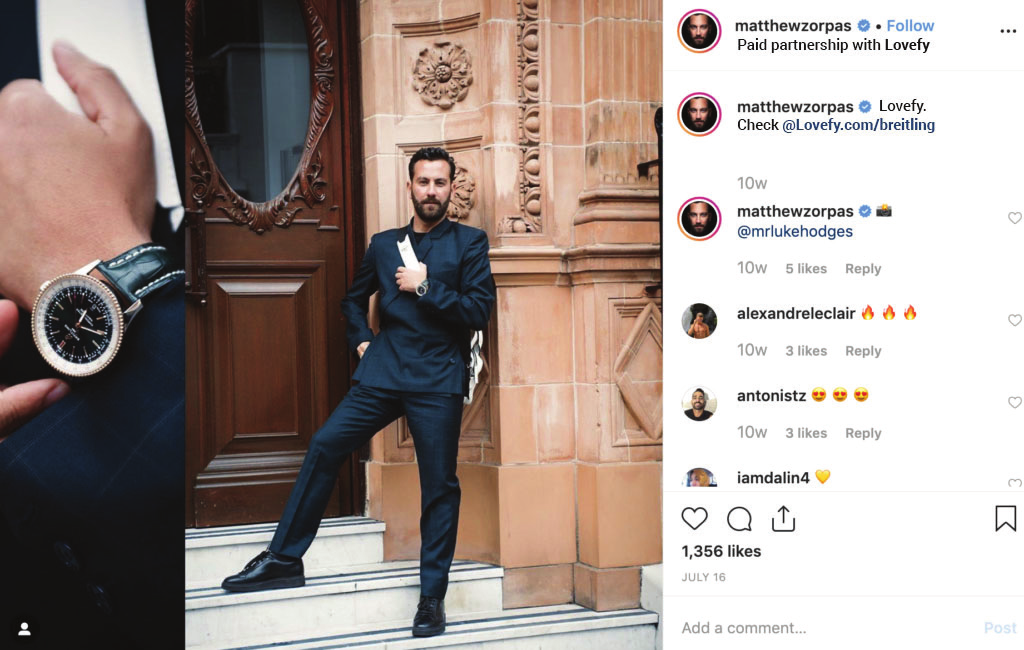 matthewzorpas • Follow
Paid partnership with Lovefy
matthewzorpas Lovefy.
Check @Lovefy.com/breitling
10w
matthewzorpas 📸
@mrlukehodges
10w 5 likes Reply
alexandreleclair 🔥 🔥 🔥
10w 3 likes Reply
antonistz 😍 😍 😍
10w 3 likes Reply
iamdalin4 💛
1,356 likes
JULY 16
Add a comment... Post